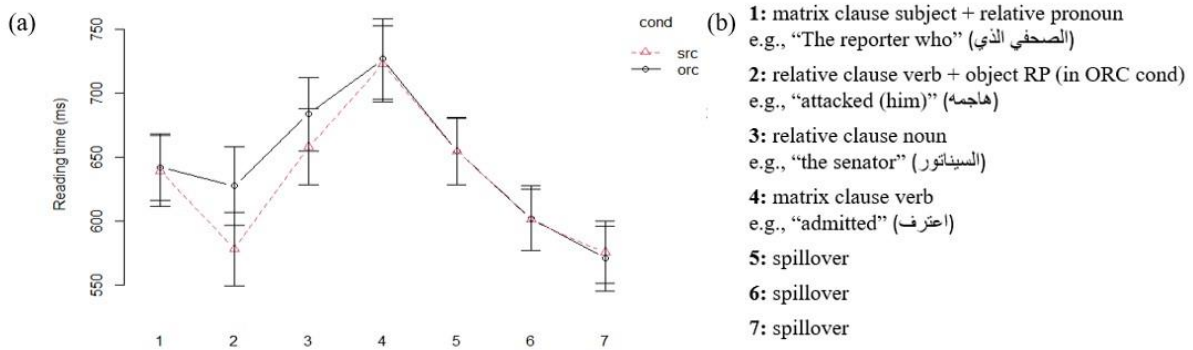 (a)
Reading time (ms)
750
700
650
600
550
1 2 3 4 5 6 7
cond
src
orc
(b)
1: matrix clause subject + relative pronoun
e.g., “The reporter who” (الصحفي الذي)
2: relative clause verb + object RP (in ORC cond)
e.g., “attacked (him)” (هاجمه)
3: relative clause noun
e.g., “the senator” (السيناتور)
4: matrix clause verb
e.g., “admitted” (اعترف)
5: spillover
6: spillover
7: spillover